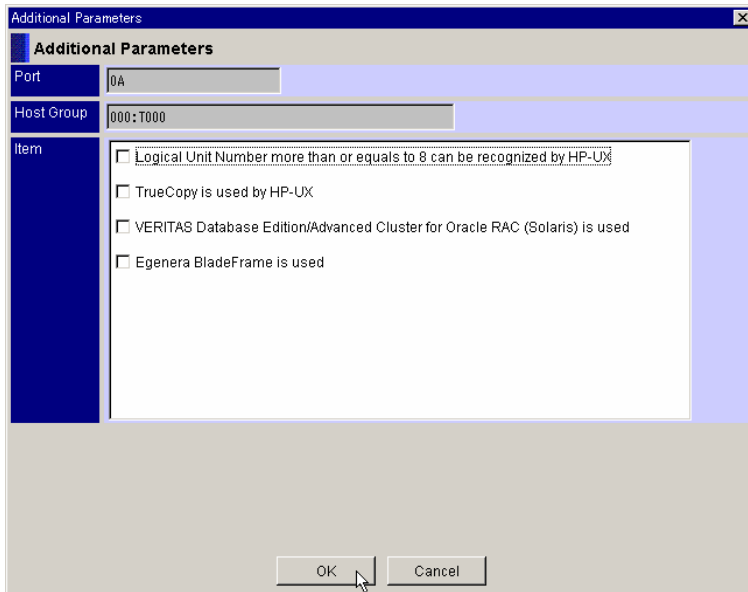 Additional Parameters
Additional Parameters
Port
0A
Host Group
000:T000
Item
Logical Unit Number more than or equals to 8 can be recognized by HP-UX
TrueCopy is used by HP-UX
VERITAS Database Edition/Advanced Cluster for Oracle RAC (Solaris) is used
Egenera BladeFrame is used
OK
Cancel